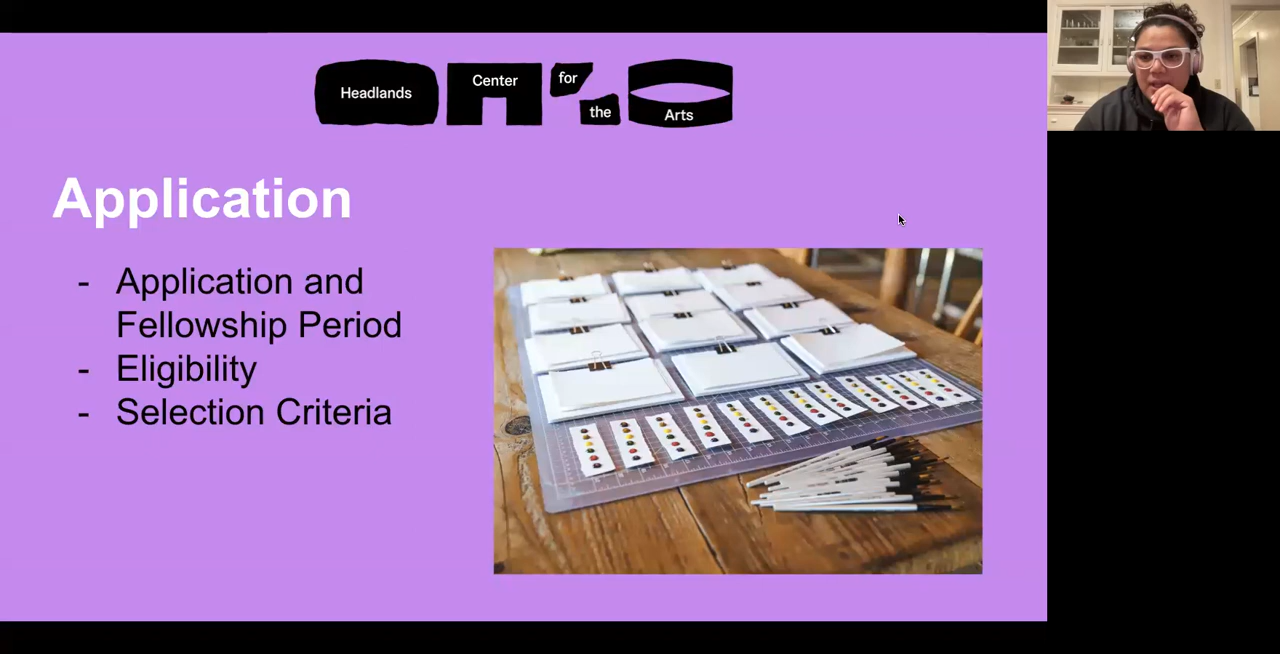 Headlands Center for the Arts
Application
- Application and
Fellowship Period
- Eligibility
- Selection Criteria